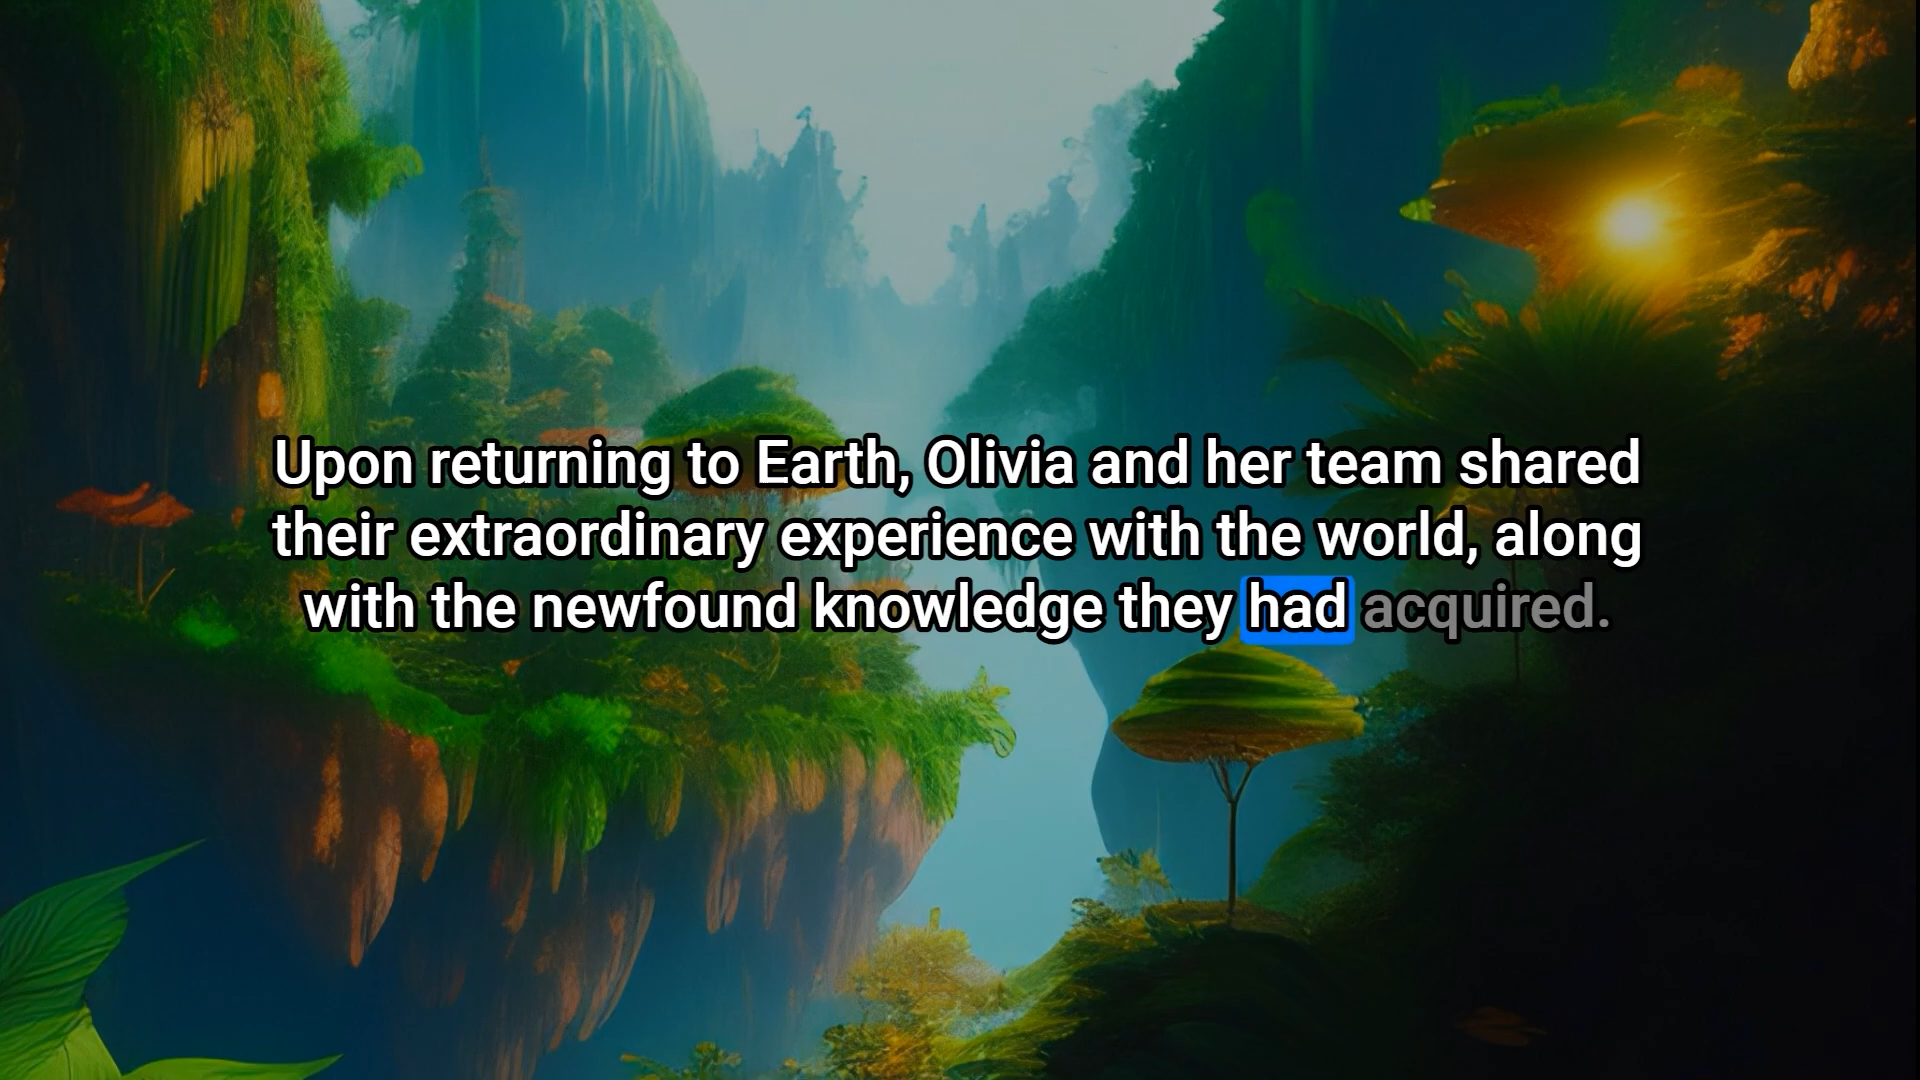 Upon returning to Earth, Olivia and her team shared
their extraordinary experience with the world, along
with the newfound knowledge they had acquired.